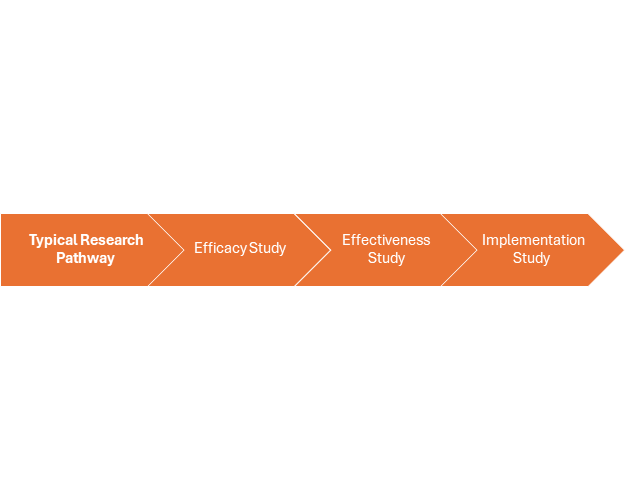 Typical Research
Pathway
Efficacy Study
Effectiveness
Study
Implementation
Study